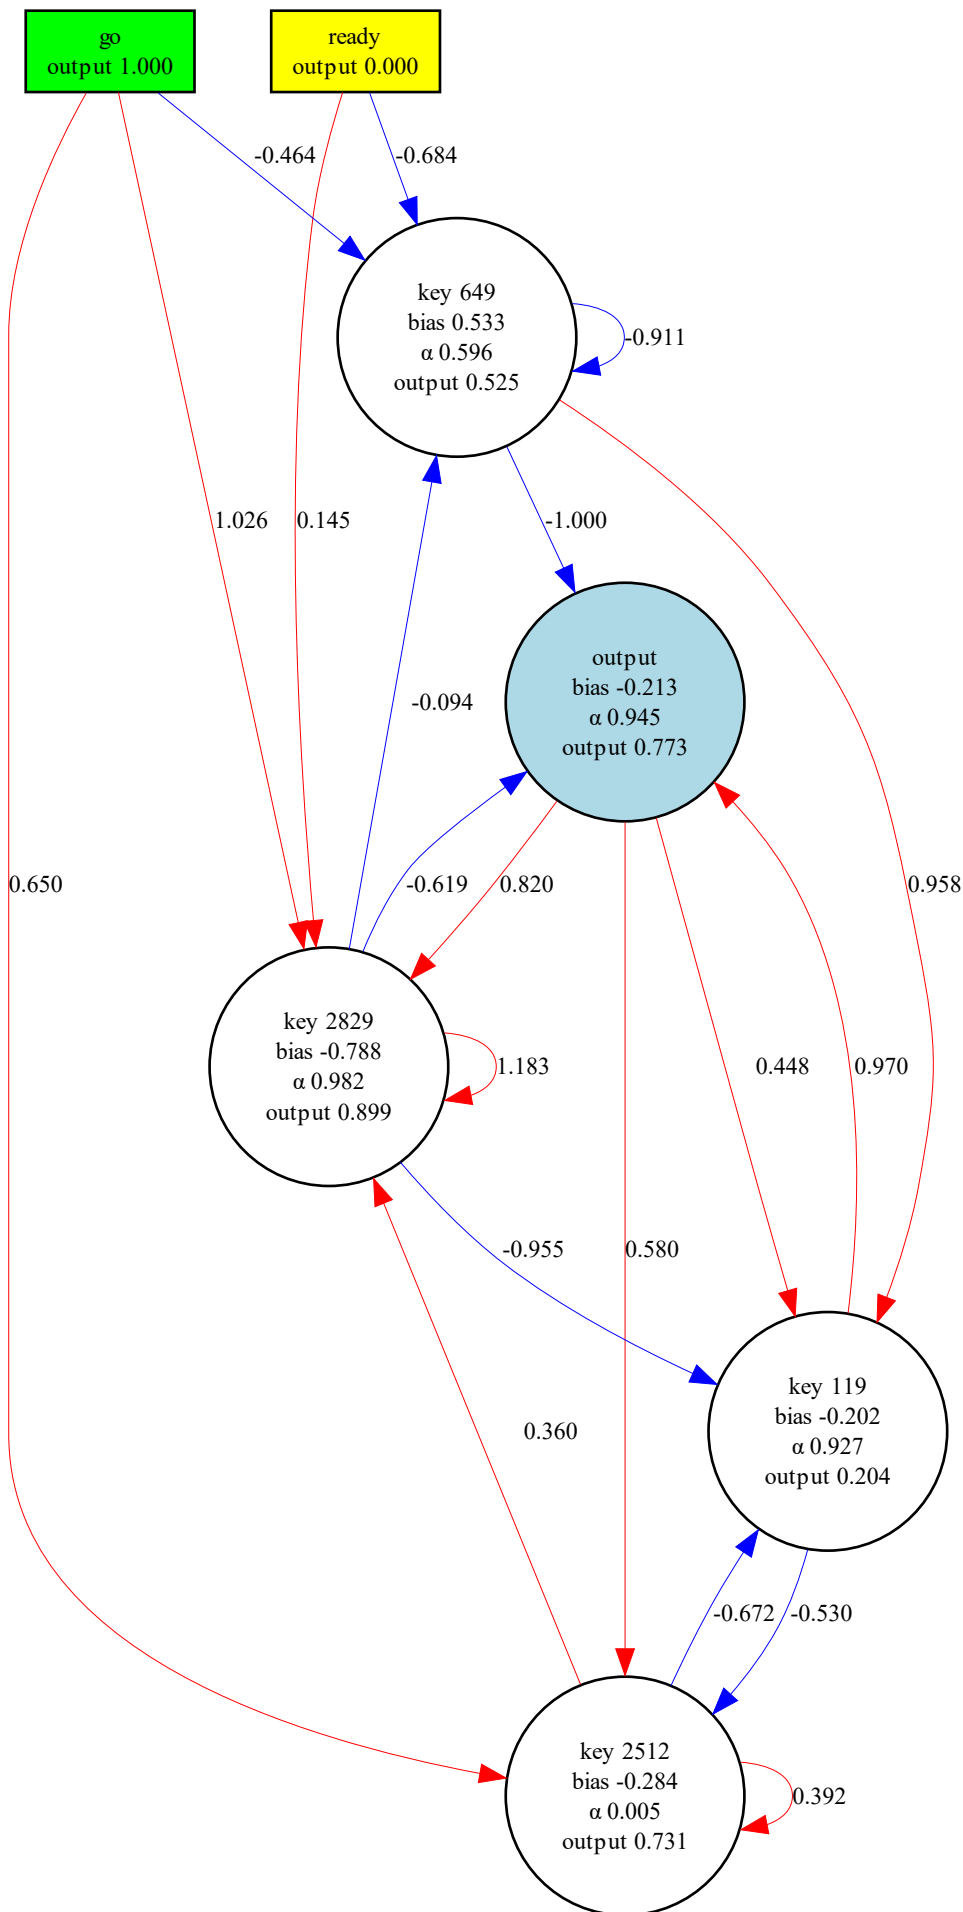 go
output 1.000
ready
output 0.000
-0.464
-0.684
key 649
bias 0.533
α 0.596
output 0.525
-0.911
1.026
0.145
-1.000
output
bias -0.213
α 0.945
output 0.773
-0.094
0.650
-0.619
0.820
0.958
key 2829
bias -0.788
α 0.982
output 0.899
1.183
0.448
0.970
-0.955
0.580
key 119
bias -0.202
α 0.927
output 0.204
0.360
-0.672
-0.530
key 2512
bias -0.284
α 0.005
output 0.731
0.392